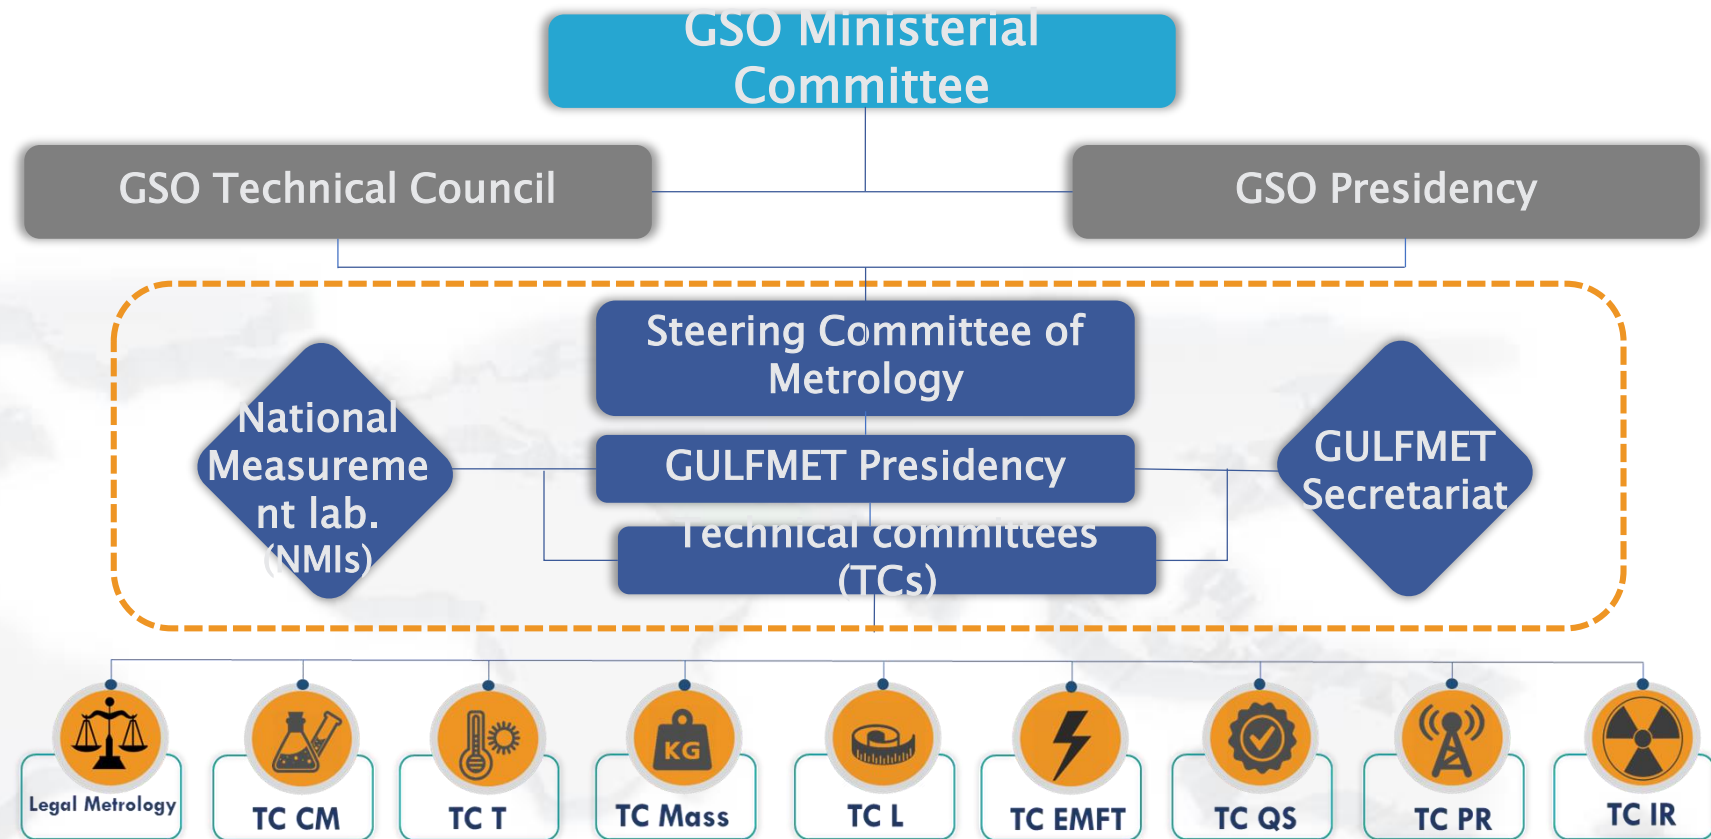 GSO Ministerial
Committee
GSO Technical Council
GSO Presidency
Steering Committee of
Metrology
National
Measureme
nt lab.
(NMIs)
GULFMET Presidency
GULFMET
Secretariat
Technical committees
(TCs)
KG
Legal Metrology
TC CM
TC T
TC Mass
TC L
TC EMFT
TC QS
TC PR
TC IR